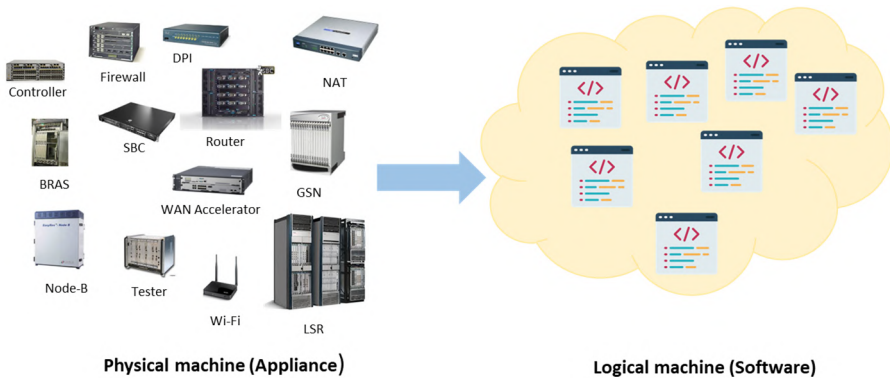 DPI
Firewall
NAT
Controller
SBC
Router
BRAS
GSN
WAN Accelerator
Node-B
Tester
Wi-Fi
LSR
</>
</>
</>
</>
</>
</>
</>
Physical machine (Appliance)
Logical machine (Software)